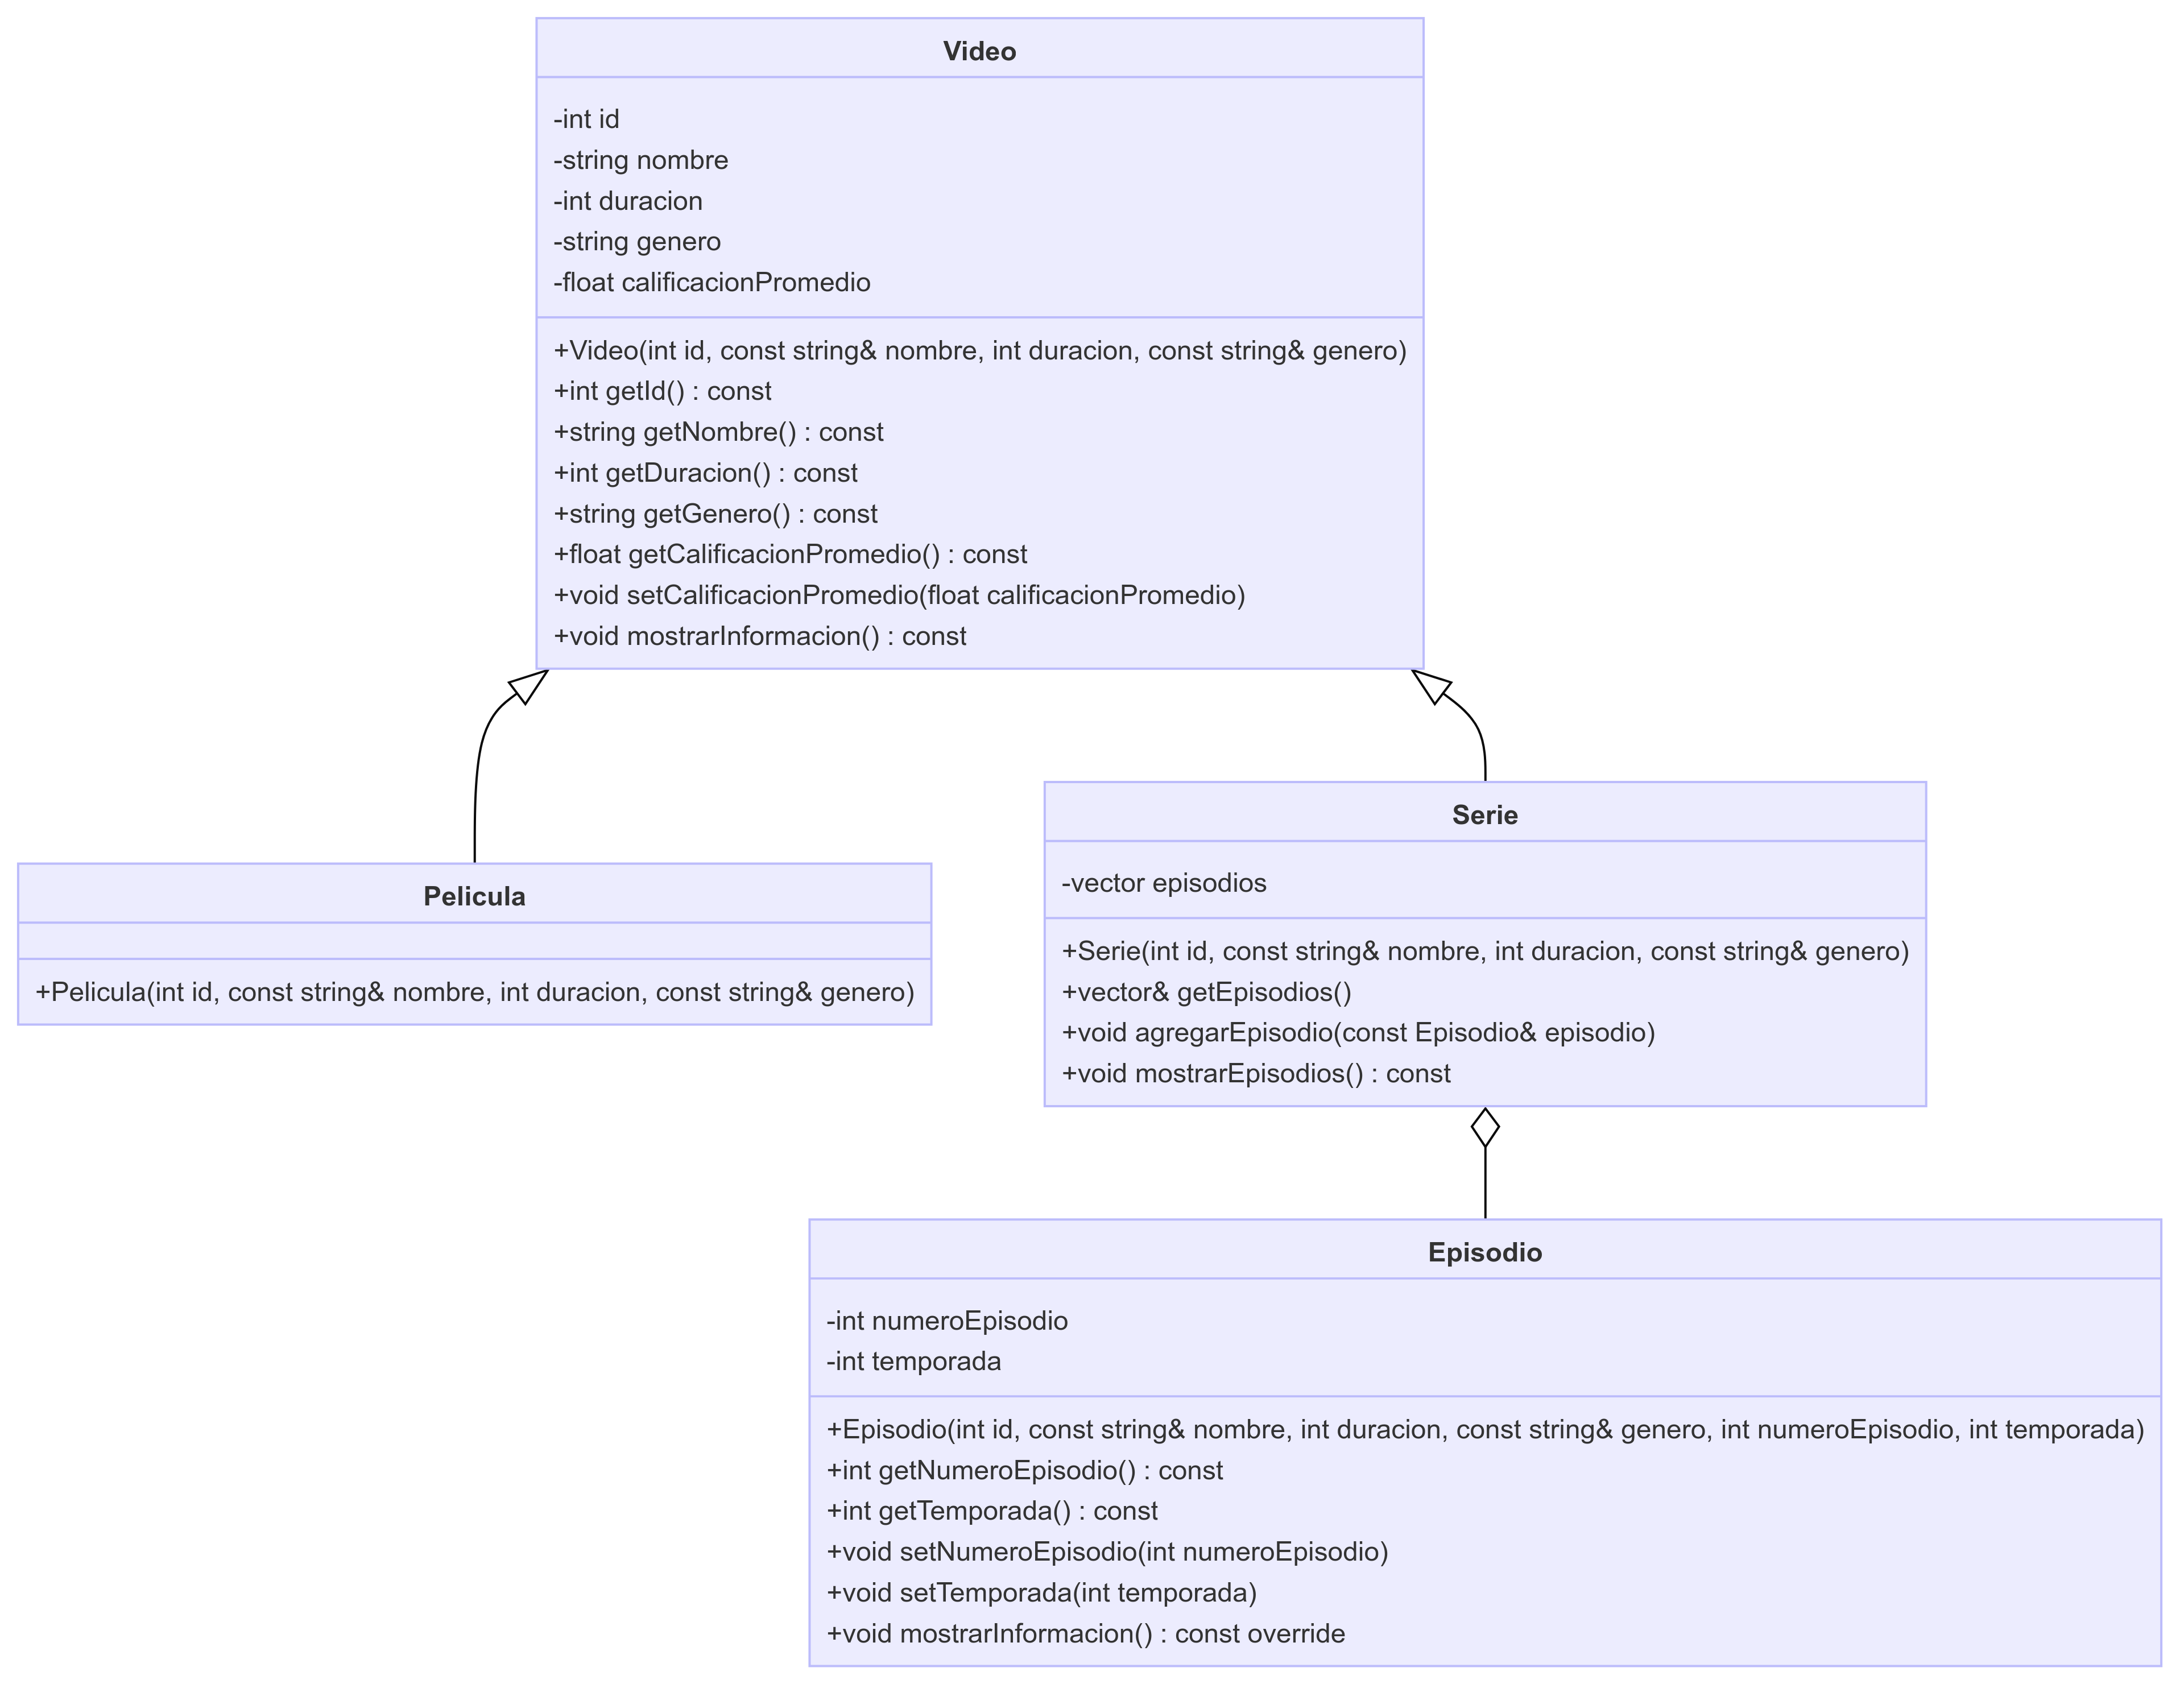 Video
-int id
-string nombre
-int duracion
-string genero
-float calificacionPromedio
+Video(int id, const string& nombre, int duracion, const string& genero)
+int getId() : const
+string getNombre() : const
+int getDuracion() : const
+string getGenero() : const
+float getCalificacionPromedio() : const
+void setCalificacionPromedio(float calificacionPromedio)
+void mostrarInformacion() : const
Pelicula
+Pelicula(int id, const string& nombre, int duracion, const string& genero)
Serie
-vector episodios
+Serie(int id, const string& nombre, int duracion, const string& genero)
+vector& getEpisodios()
+void agregarEpisodio(const Episodio& episodio)
+void mostrarEpisodios() : const
Episodio
-int numeroEpisodio
-int temporada
+Episodio(int id, const string& nombre, int duracion, const string& genero, int numeroEpisodio, int temporada)
+int getNumeroEpisodio() : const
+int getTemporada() : const
+void setNumeroEpisodio(int numeroEpisodio)
+void setTemporada(int temporada)
+void mostrarInformacion() : const override